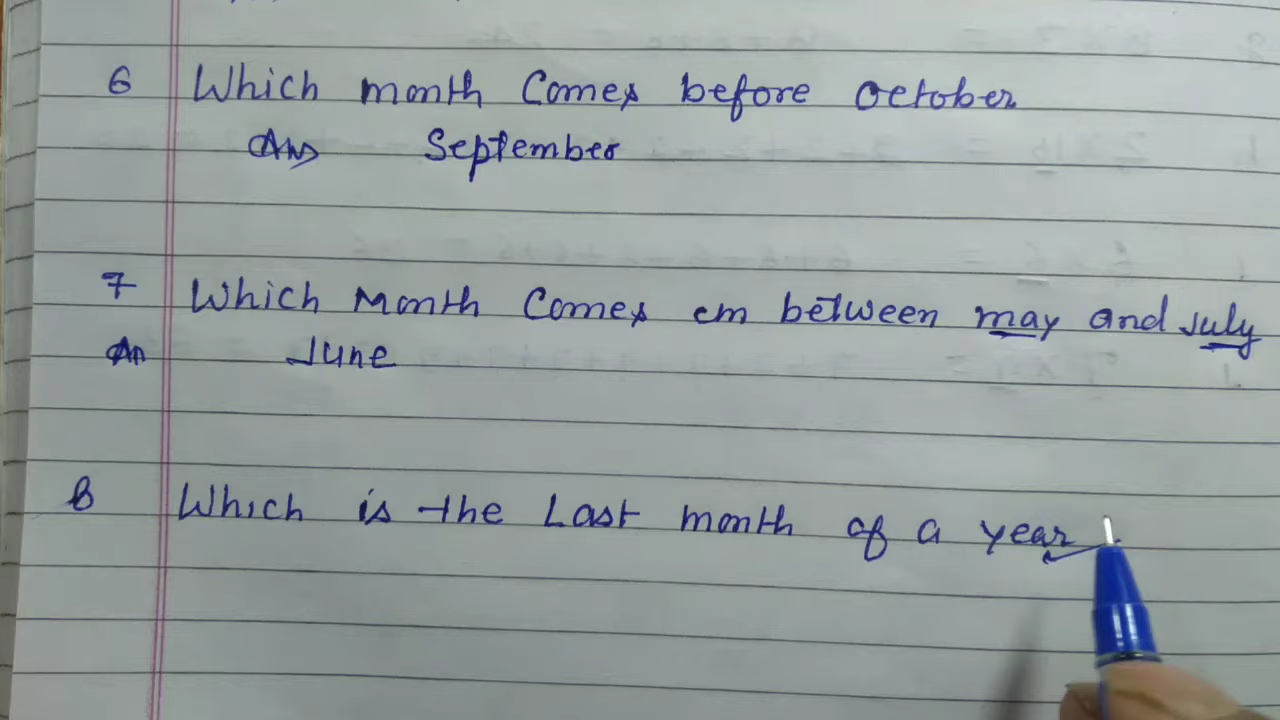 6 Which month Comes before October
Ans September
7 Which Month Comes em between may and July
An June
8 Which is the Last month of a year